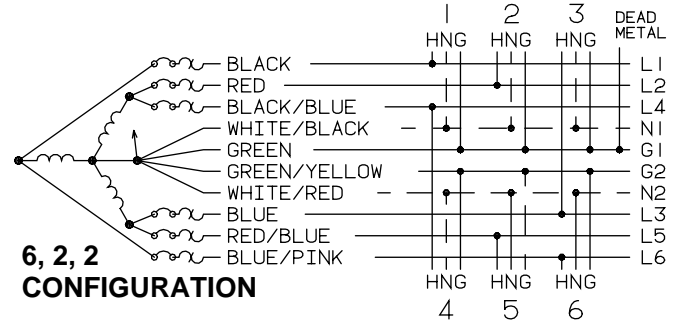 1 2 3 DEAD
HNG HNG HNG METAL
BLACK L1
RED L2
BLACK/BLUE L4
WHITE/BLACK N1
GREEN G1
GREEN/YELLOW G2
WHITE/RED N2
BLUE L3
RED/BLUE L5
BLUE/PINK L6
6, 2, 2
CONFIGURATION
HNG HNG HNG
4 5 6